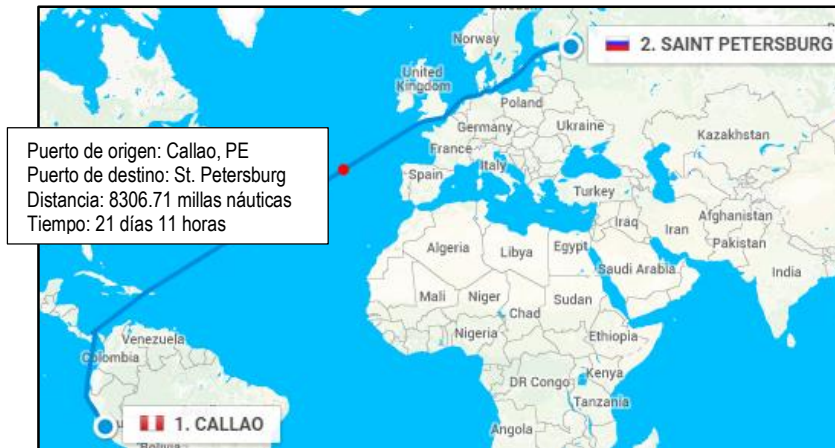 Norway
Sweden
2. SAINT PETERSBURG
United
Kingdom
Poland
Germany
Ukraine
France
Kazakhstan
Puerto de origen: Callao, PE
Puerto de destino: St. Petersburg
Distancia: 8306.71 millas náuticas
Tiempo: 21 días 11 horas
Italy
Spain
Turkey
Afghanistan
Iraq
Iran
Pakistan
Algeria
Libya
Egypt
Saudi Arabia
India
Mali
Niger
Sudan
Chad
Venezuela
Nigeria
Ethiopia
Colombia
Kenya
DR Congo
Tanzania
1. CALLAO
Angola
Bolivia